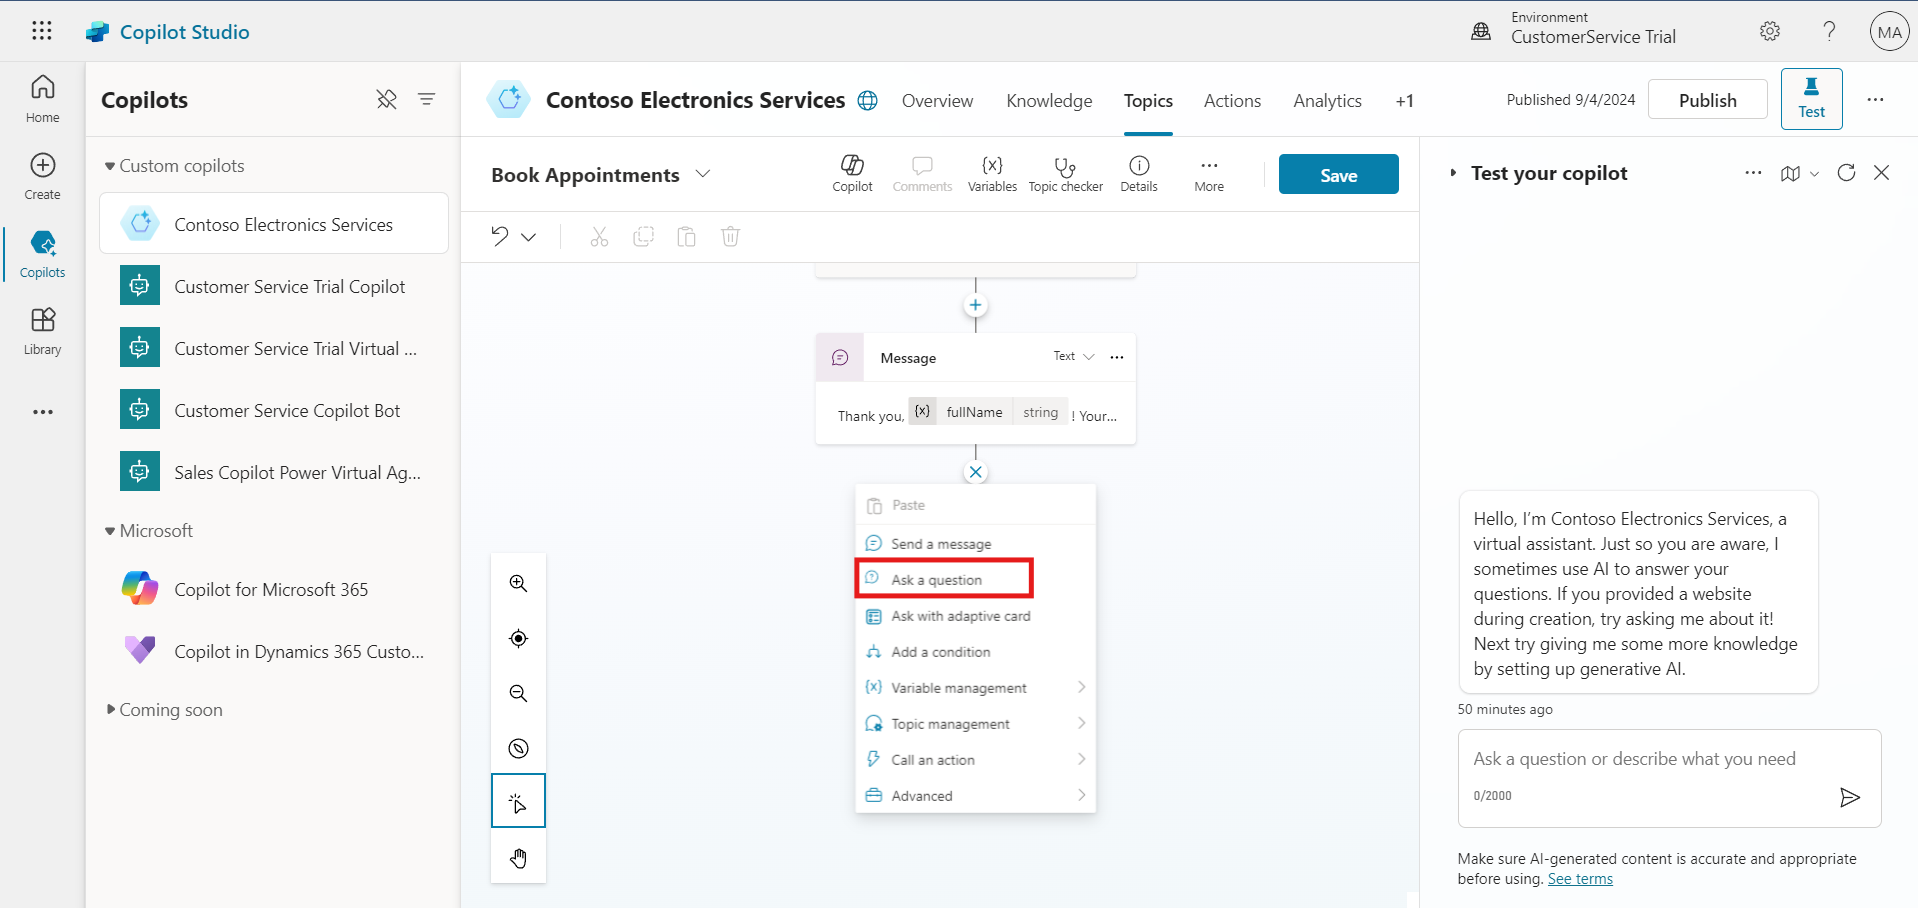 Copilot Studio
Environment
CustomerService Trial
MA
Home
Create
Copilots
Library
Copilots
Custom copilots
Contoso Electronics Services
Customer Service Trial Copilot
Customer Service Trial Virtual ...
Customer Service Copilot Bot
Sales Copilot Power Virtual Ag...
Microsoft
Copilot for Microsoft 365
Copilot in Dynamics 365 Custo...
Coming soon
Contoso Electronics Services
Overview
Knowledge
Topics
Actions
Analytics
+1
Published 9/4/2024
Publish
Test
Book Appointments
Copilot
Comments
{x}
Variables
Topic checker
Details
More
Save
Message
Text
Thank you, {x} fullName string ! Your...
Paste
Send a message
Ask a question
Ask with adaptive card
Add a condition
{x} Variable management
Topic management
Call an action
Advanced
Test your copilot
Hello, I’m Contoso Electronics Services, a
virtual assistant. Just so you are aware, I
sometimes use AI to answer your
questions. If you provided a website
during creation, try asking me about it!
Next try giving me some more knowledge
by setting up generative AI.
50 minutes ago
Ask a question or describe what you need
0/2000
Make sure AI-generated content is accurate and appropriate
before using. See terms